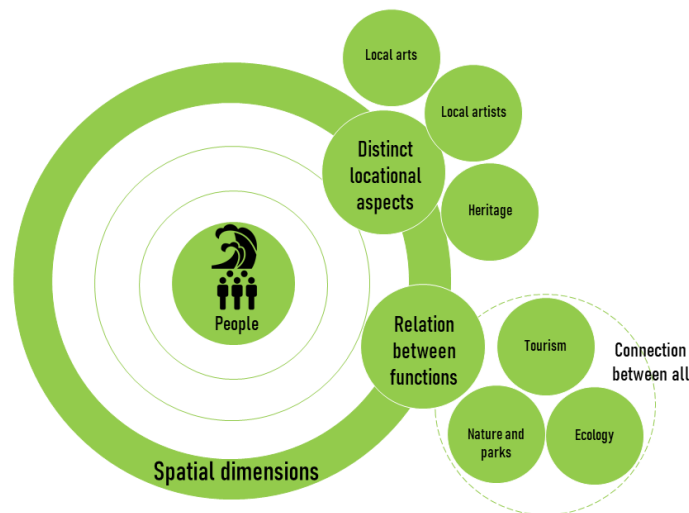 Local arts
Local artists
Distinct
locational
aspects
Heritage
People
Relation
between
functions
Tourism
Connection
between all
Nature and
parks
Ecology
Spatial dimensions